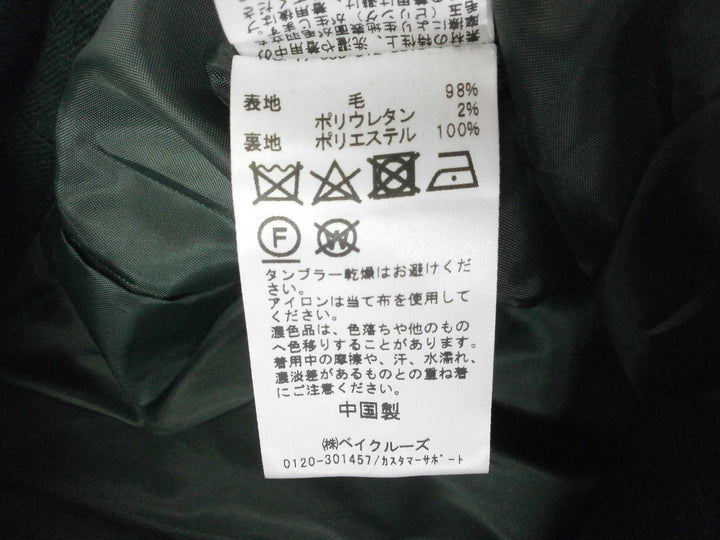 表地 毛 98%
ポリウレタン 2%
裏地 ポリエステル 100%
F
W
タンブラー乾燥はお避けくだ
さい。
アイロンは当て布を使用して
ください。
濃色品は、色落ちや他のもの
へ色移りすることがあります。
着用中の摩擦や、汗、水濡れ、
濃淡差があるものとの重ね着
にご注意ください。
中国製
㈱ベイクルーズ
0120-301457/カスタマーサポート